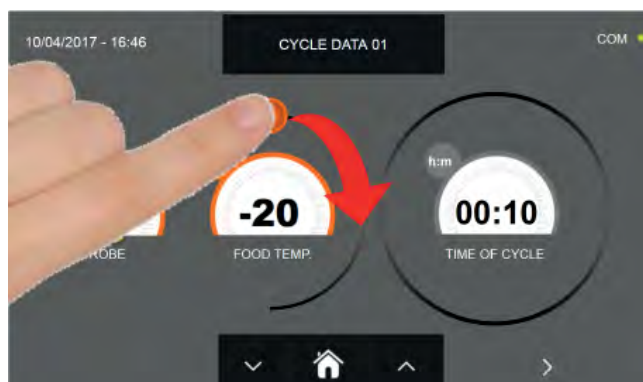 10/04/2017 - 16:46
CYCLE DATA 01
COM
h:m
-20
00:10
FOOD TEMP.
TIME OF CYCLE